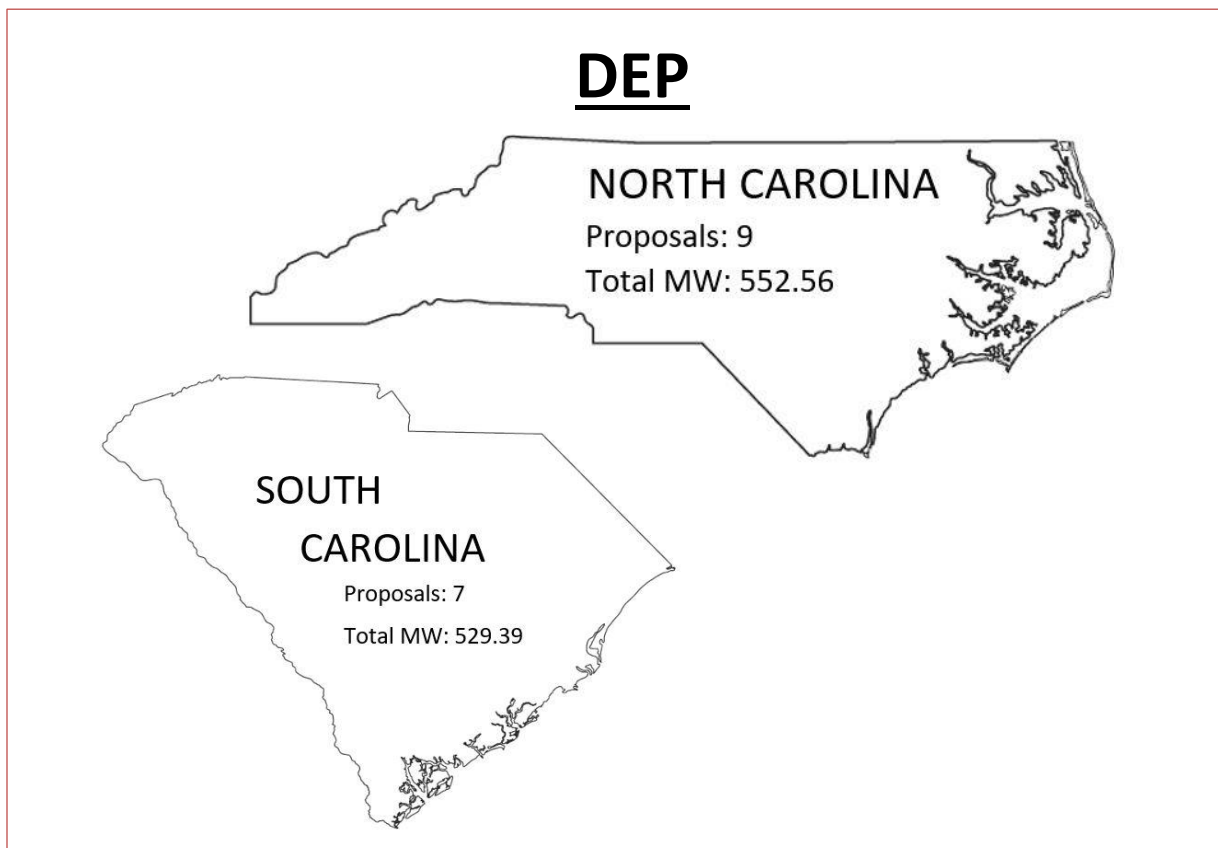 DEP
NORTH CAROLINA
Proposals: 9
Total MW: 552.56
SOUTH
CAROLINA
Proposals: 7
Total MW: 529.39